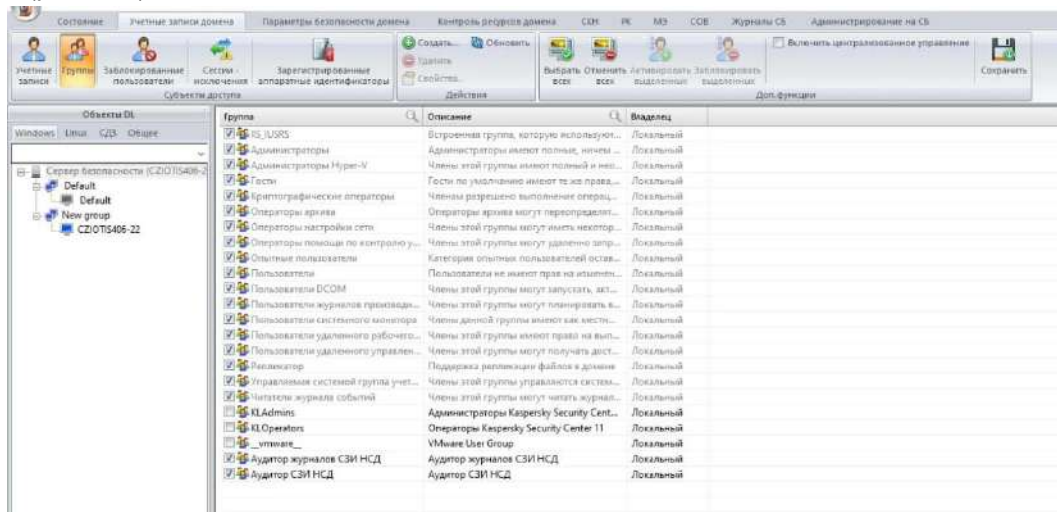 Состояние Учетные записи домена Параметры безопасности домена Контроль ресурсов домена СКН РК МЭ СОВ Журналы СБ Администрирование на СБ
Учетные записи Группы Заблокированные пользователи Сессии - исключения Зарегистрированные аппаратные идентификаторы Создать... Обновить Удалить Свойства... Выбрать всех Отменить всех Активировать выделенных Заблокировать выделенных Включить централизованное управление Сохранить
Субъекты доступа Действия Доп. функции
Объекты DL Группа Описание Владелец
Windows Linux СДЗ Общее
Сервер безопасности (CZIOTIS406-2
Default
Default
New group
CZIOTIS406-22
IIS_IUSRS Встроенная группа, которую используют... Локальный
Администраторы Администраторы имеют полные, ничем ... Локальный
Администраторы Hyper-V Члены этой группы имеют полный и нео... Локальный
Гости Гости по умолчанию имеют те же права,... Локальный
Криптографические операторы Членам разрешено выполнение операц... Локальный
Операторы архива Операторы архива могут переопределят... Локальный
Операторы настройки сети Члены этой группы могут иметь некотор... Локальный
Операторы помощи по контролю у... Члены этой группы могут удаленно запр... Локальный
Опытные пользователи Категория опытных пользователей остав... Локальный
Пользователи Пользователи не имеют прав на изменен... Локальный
Пользователи DCOM Члены этой группы могут запускать, акт... Локальный
Пользователи журналов производи... Члены этой группы могут планировать в... Локальный
Пользователи системного монитора Члены данной группы имеют как местн... Локальный
Пользователи удаленного рабочего... Члены этой группы имеют право на вып... Локальный
Пользователи удаленного управлен... Члены этой группы могут получать дост... Локальный
Репликатор Поддержка репликации файлов в домене Локальный
Управляемая системой группа учет... Члены этой группы управляются систем... Локальный
Читатели журнала событий Члены этой группы могут читать журнал... Локальный
KLAdmins Администраторы Kaspersky Security Cent... Локальный
KLOperators Операторы Kaspersky Security Center 11 Локальный
__vmware__ VMware User Group Локальный
Аудитор журналов СЗИ НСД Аудитор журналов СЗИ НСД Локальный
Аудитор СЗИ НСД Аудитор СЗИ НСД Локальный